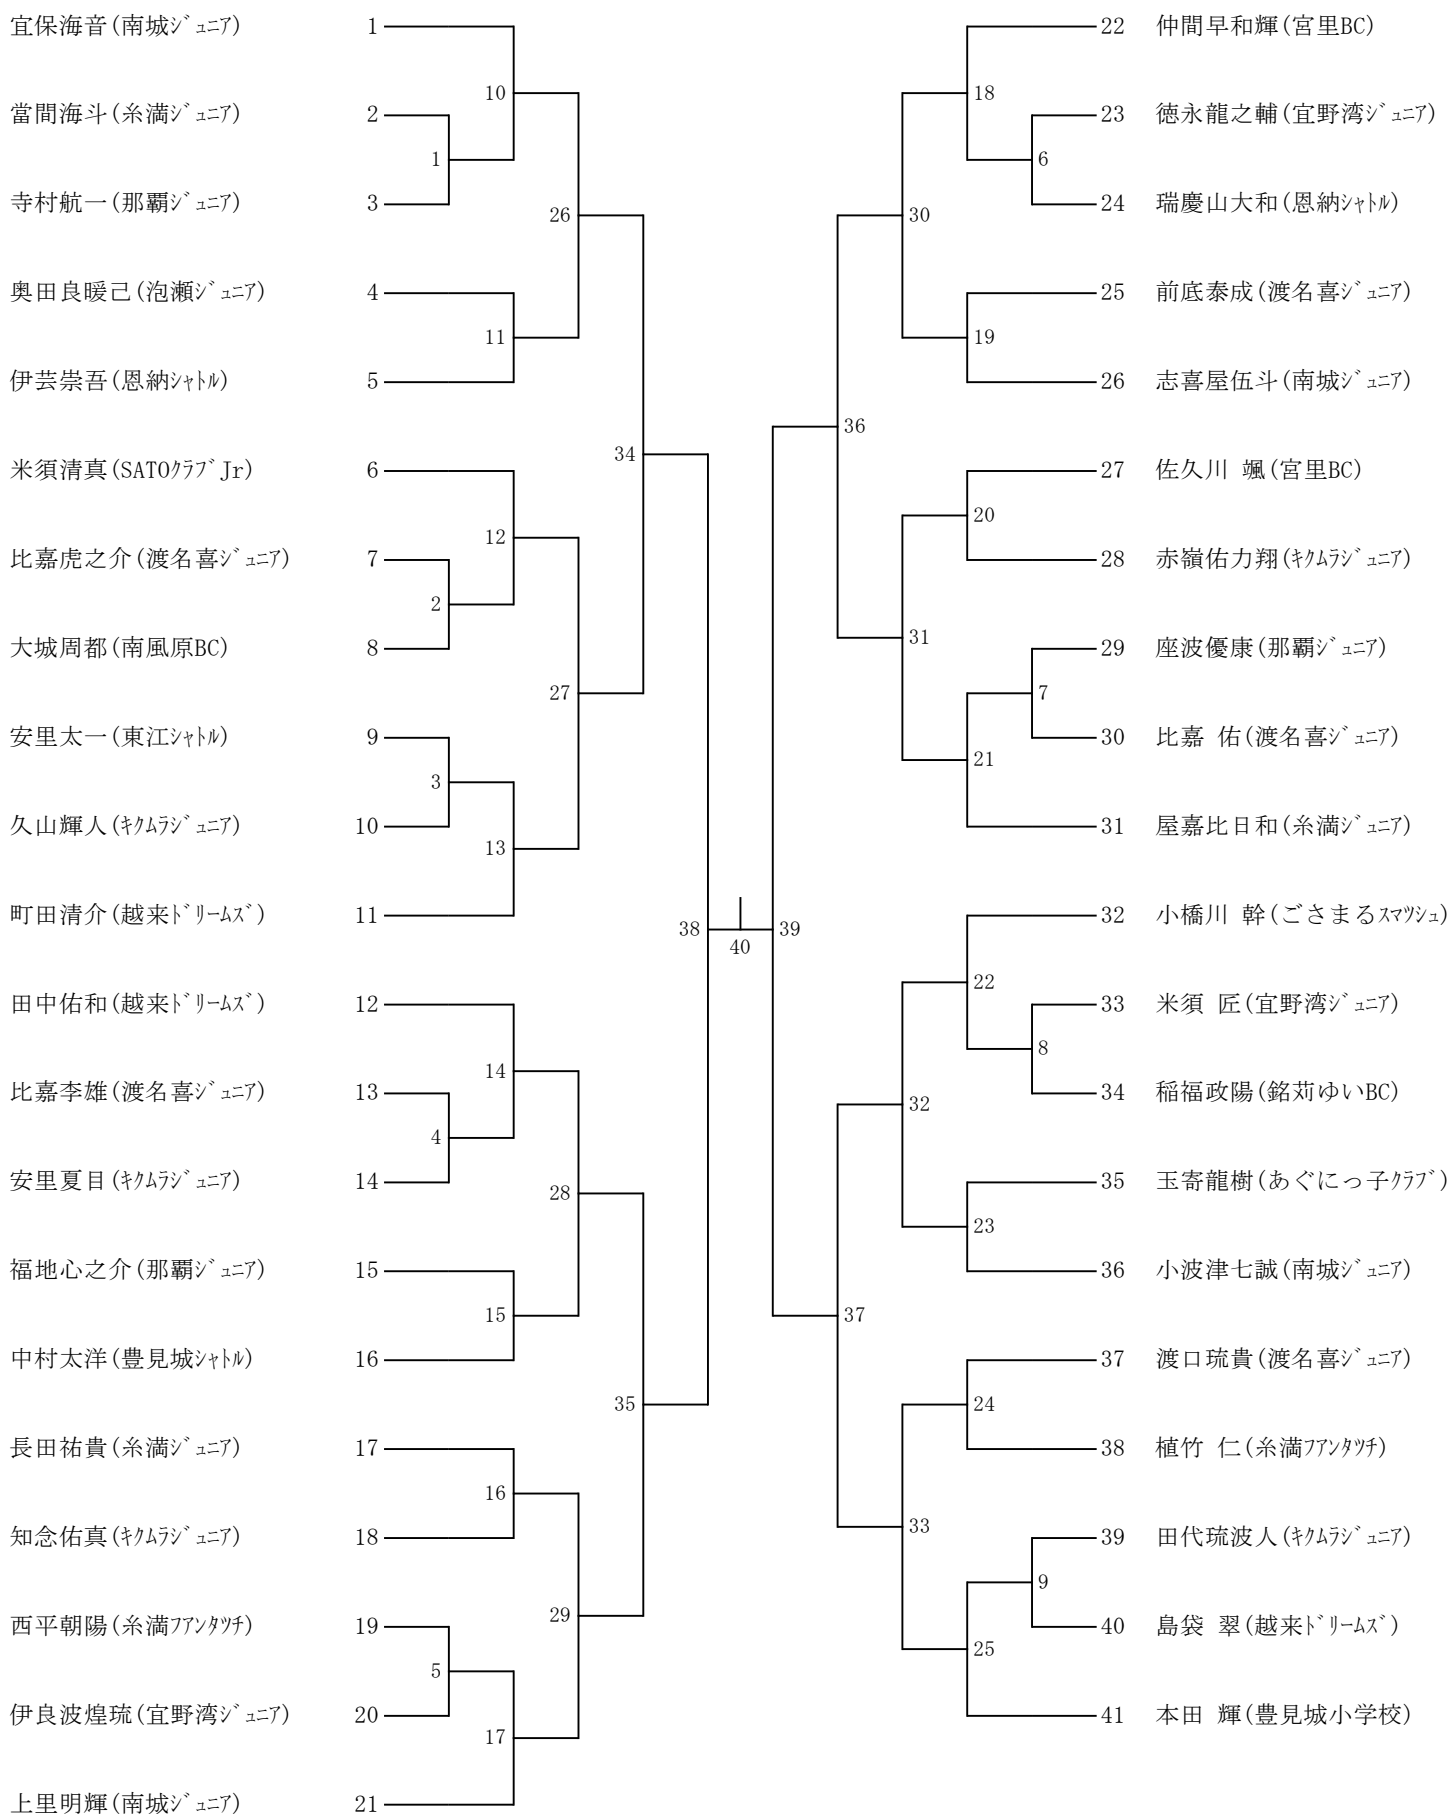 宜保海音(南城ｼﾞｭﾆｱ) 1
當間海斗(糸満ｼﾞｭﾆｱ) 2
寺村航一(那覇ｼﾞｭﾆｱ) 3
奥田良暖己(泡瀬ｼﾞｭﾆｱ) 4
伊芸崇吾(恩納ｼｬﾄﾙ) 5
米須清真(SATOｸﾗﾌﾞJr) 6
比嘉虎之介(渡名喜ｼﾞｭﾆｱ) 7
大城周都(南風原BC) 8
安里太一(東江ｼｬﾄﾙ) 9
久山輝人(ｷｸﾑﾗｼﾞｭﾆｱ) 10
町田清介(越来ﾄﾞﾘｰﾑｽﾞ) 11
田中佑和(越来ﾄﾞﾘｰﾑｽﾞ) 12
比嘉李雄(渡名喜ｼﾞｭﾆｱ) 13
安里夏目(ｷｸﾑﾗｼﾞｭﾆｱ) 14
福地心之介(那覇ｼﾞｭﾆｱ) 15
中村太洋(豊見城ｼｬﾄﾙ) 16
長田祐貴(糸満ｼﾞｭﾆｱ) 17
知念佑真(ｷｸﾑﾗｼﾞｭﾆｱ) 18
西平朝陽(糸満ﾌｱﾝﾀﾂﾁ) 19
伊良波煌琉(宜野湾ｼﾞｭﾆｱ) 20
上里明輝(南城ｼﾞｭﾆｱ) 21
1
2
3
4
5
10
11
12
13
14
15
16
17
26
27
28
29
34
35
38
40
39
36
37
30
31
32
33
18
19
20
21
22
23
24
25
6
7
8
9
22 仲間早和輝(宮里BC)
23 徳永龍之輔(宜野湾ｼﾞｭﾆｱ)
24 瑞慶山大和(恩納ｼｬﾄﾙ)
25 前底泰成(渡名喜ｼﾞｭﾆｱ)
26 志喜屋伍斗(南城ｼﾞｭﾆｱ)
27 佐久川 颯(宮里BC)
28 赤嶺佑力翔(ｷｸﾑﾗｼﾞｭﾆｱ)
29 座波優康(那覇ｼﾞｭﾆｱ)
30 比嘉 佑(渡名喜ｼﾞｭﾆｱ)
31 屋嘉比日和(糸満ｼﾞｭﾆｱ)
32 小橋川 幹(ごさまるｽﾏﾂｼｭ)
33 米須 匠(宜野湾ｼﾞｭﾆｱ)
34 稲福政陽(銘苅ゆいBC)
35 玉寄龍樹(あぐにっ子ｸﾗﾌﾞ)
36 小波津七誠(南城ｼﾞｭﾆｱ)
37 渡口琉貴(渡名喜ｼﾞｭﾆｱ)
38 植竹 仁(糸満ﾌｱﾝﾀﾂﾁ)
39 田代琉波人(ｷｸﾑﾗｼﾞｭﾆｱ)
40 島袋 翠(越来ﾄﾞﾘｰﾑｽﾞ)
41 本田 輝(豊見城小学校)